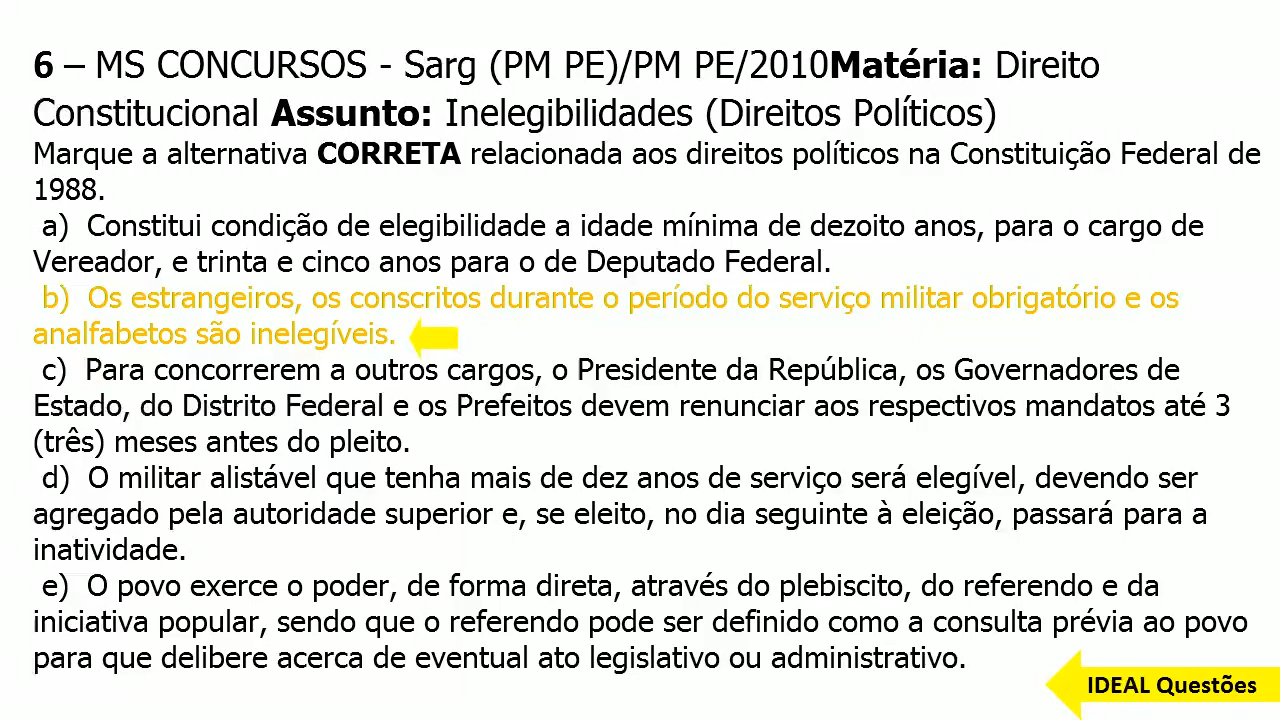 6 – MS CONCURSOS - Sarg (PM PE)/PM PE/2010Matéria: Direito
Constitucional Assunto: Inelegibilidades (Direitos Políticos)
Marque a alternativa CORRETA relacionada aos direitos políticos na Constituição Federal de
1988.
a) Constitui condição de elegibilidade a idade mínima de dezoito anos, para o cargo de
Vereador, e trinta e cinco anos para o de Deputado Federal.
b) Os estrangeiros, os conscritos durante o período do serviço militar obrigatório e os
analfabetos são inelegíveis.
c) Para concorrerem a outros cargos, o Presidente da República, os Governadores de
Estado, do Distrito Federal e os Prefeitos devem renunciar aos respectivos mandatos até 3
(três) meses antes do pleito.
d) O militar alistável que tenha mais de dez anos de serviço será elegível, devendo ser
agregado pela autoridade superior e, se eleito, no dia seguinte à eleição, passará para a
inatividade.
e) O povo exerce o poder, de forma direta, através do plebiscito, do referendo e da
iniciativa popular, sendo que o referendo pode ser definido como a consulta prévia ao povo
para que delibere acerca de eventual ato legislativo ou administrativo.
IDEAL Questões